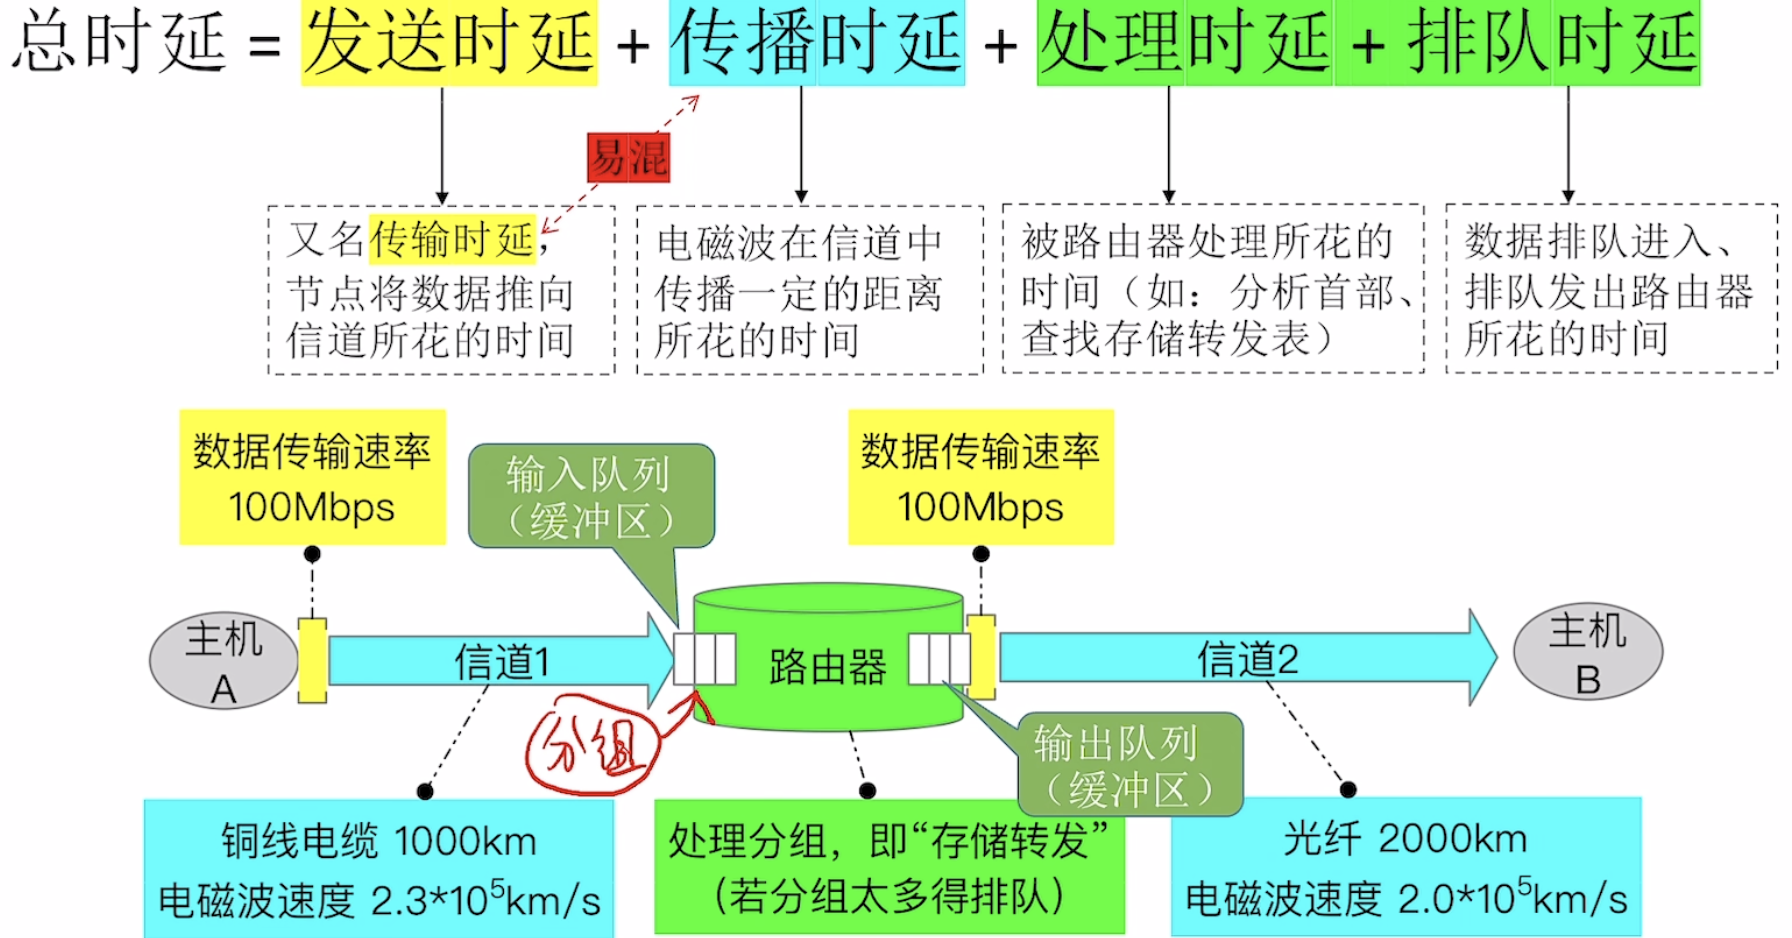 总时延 = 发送时延 + 传播时延 + 处理时延 + 排队时延
易混
又名传输时延,
节点将数据推向
信道所花的时间
电磁波在信道中
传播一定的距离
所花的时间
被路由器处理所花的
时间（如：分析首部、
查找存储转发表）
数据排队进入、
排队发出路由器
所花的时间
数据传输速率
100Mbps
输入队列
（缓冲区）
数据传输速率
100Mbps
主机
A
信道1
路由器
信道2
主机
B
分组
输出队列
（缓冲区）
铜线电缆 1000km
电磁波速度 2.3*10⁵km/s
处理分组，即“存储转发”
（若分组太多得排队）
光纤 2000km
电磁波速度 2.0*10⁵km/s